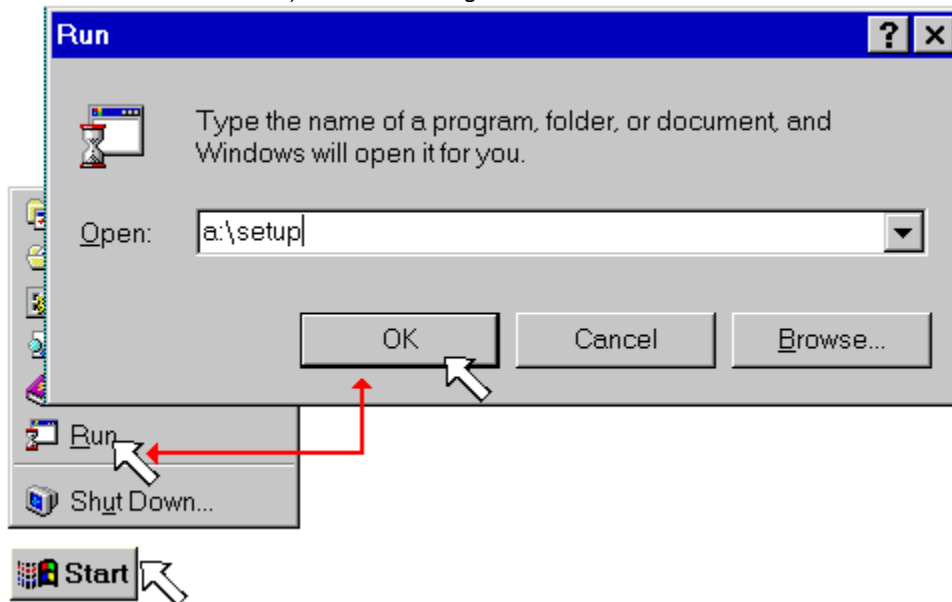 Run
Type the name of a program, folder, or document, and
Windows will open it for you.
Open:
a:\setup
OK
Cancel
Browse...
Run
Shut Down...
Start